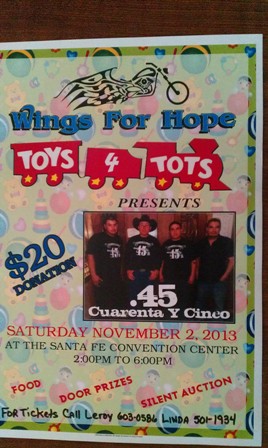 Wings For Hope
TOYS 4 TOTS
PRESENTS
$20
DONATION
.45
Cuarenta Y Cinco
SATURDAY NOVEMBER 2, 2013
AT THE SANTA FE CONVENTION CENTER
2:00PM TO 6:00PM
FOOD
DOOR PRIZES
SILENT AUCTION
For Tickets Call Leroy 603-0586 LINDA 501-1934